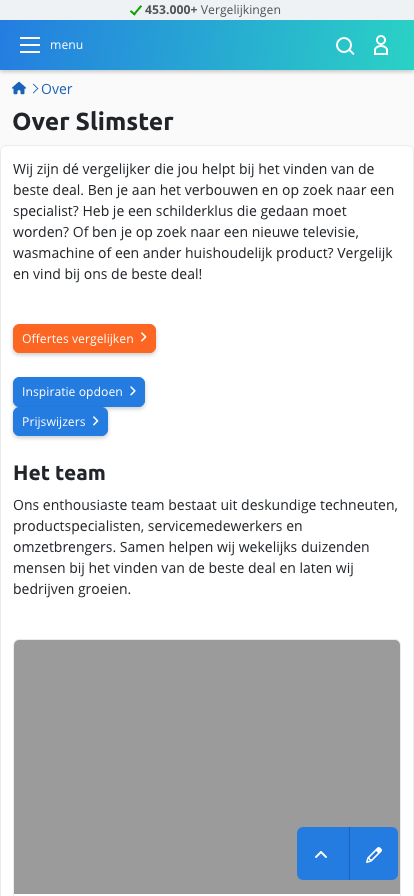 453.000+ Vergelijkingen
menu
Over
Over Slimster
Wij zijn dé vergelijker die jou helpt bij het vinden van de
beste deal. Ben je aan het verbouwen en op zoek naar een
specialist? Heb je een schilderklus die gedaan moet
worden? Of ben je op zoek naar een nieuwe televisie,
wasmachine of een ander huishoudelijk product? Vergelijk
en vind bij ons de beste deal!
Offertes vergelijken
Inspiratie opdoen
Prijswijzers
Het team
Ons enthousiaste team bestaat uit deskundige techneuten,
productspecialisten, servicemedewerkers en
omzetbrengers. Samen helpen wij wekelijks duizenden
mensen bij het vinden van de beste deal en laten wij
bedrijven groeien.